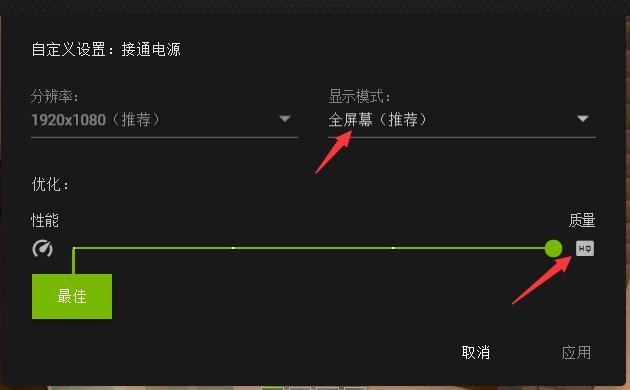 自定义设置：接通电源
分辨率：
显示模式：
1920x1080（推荐）
全屏幕（推荐）
优化：
性能
质量
HQ
最佳
取消
应用